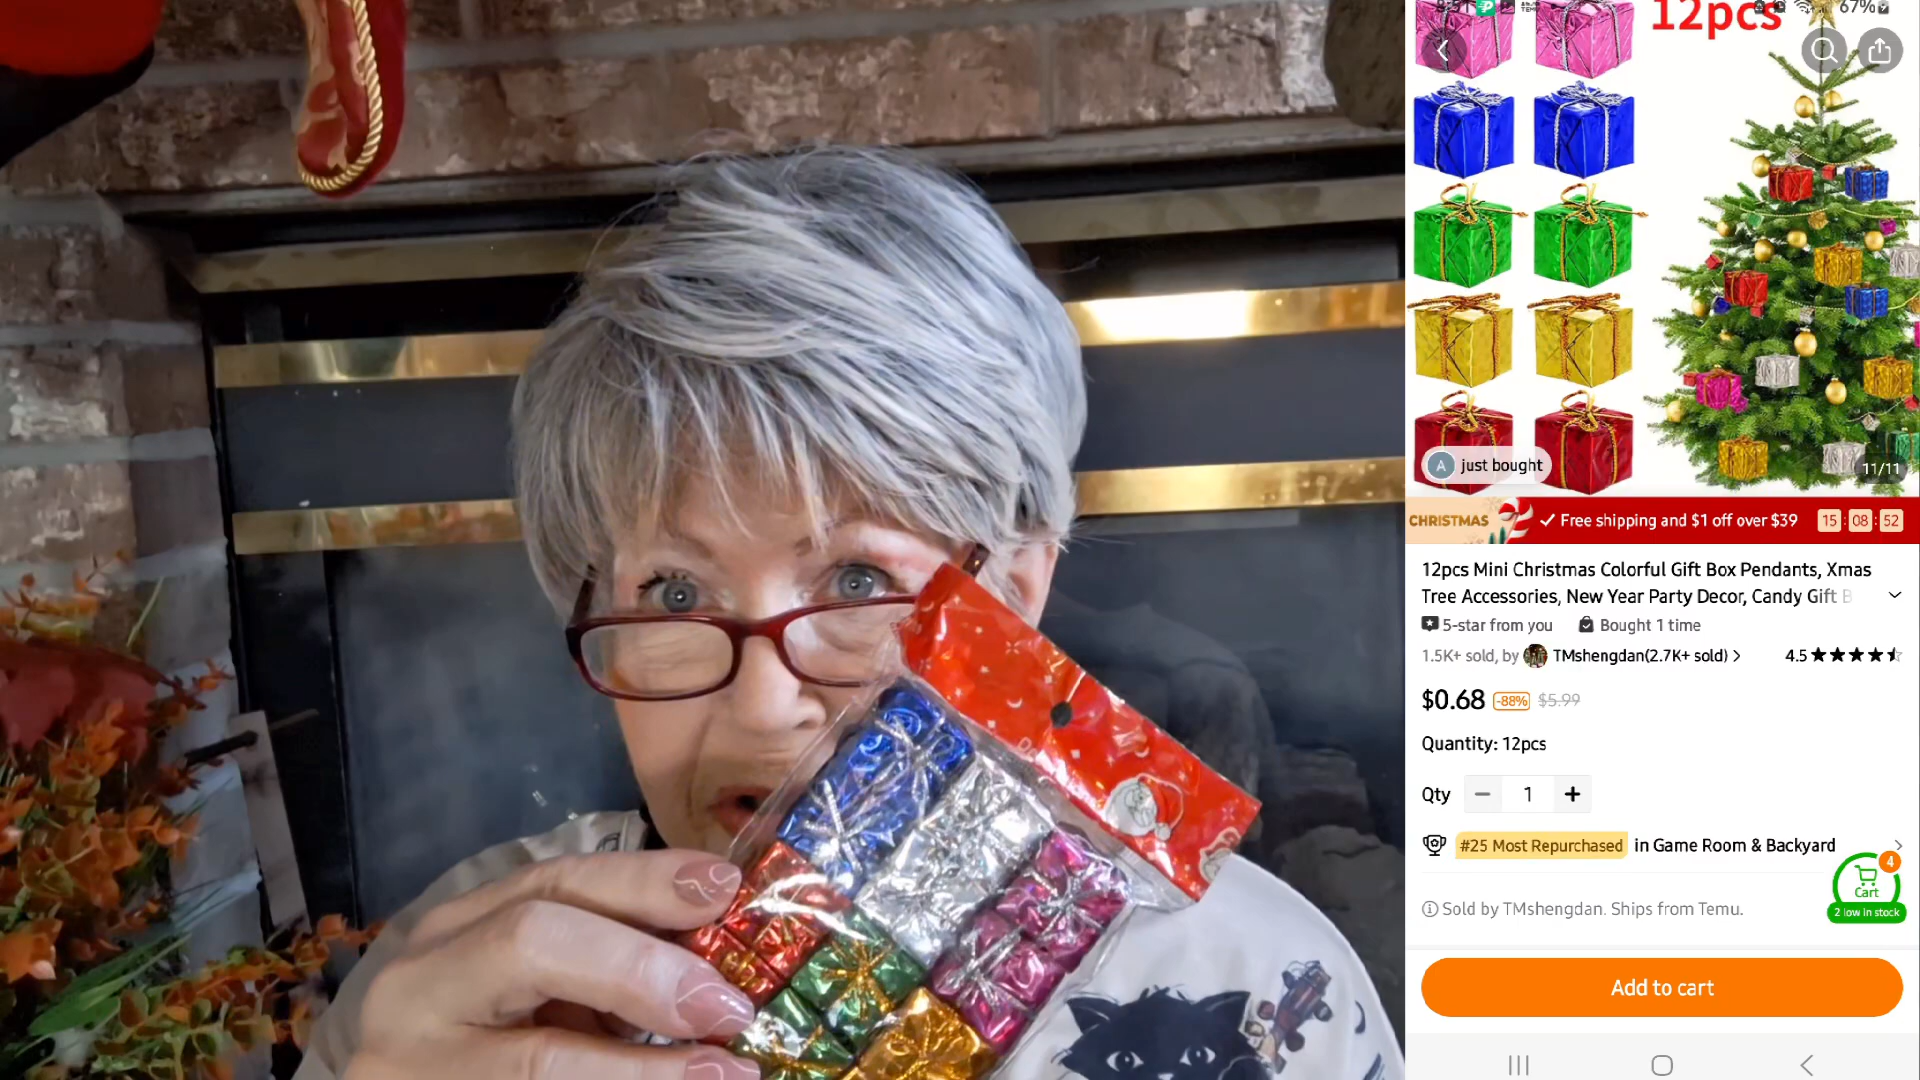 12pcs
8:51
67%
A just bought
11/11
CHRISTMAS ✓ Free shipping and $1 off over $39 15:08:52
12pcs Mini Christmas Colorful Gift Box Pendants, Xmas
Tree Accessories, New Year Party Decor, Candy Gift B
5-star from you Bought 1 time
1.5K+ sold, by TMshengdan(2.7K+ sold) >
4.5
$0.68 -88% $5.99
Quantity: 12pcs
Qty − 1 +
#25 Most Repurchased in Game Room & Backyard >
4
Cart
2 low in stock
Sold by TMshengdan. Ships from Temu.
Add to cart